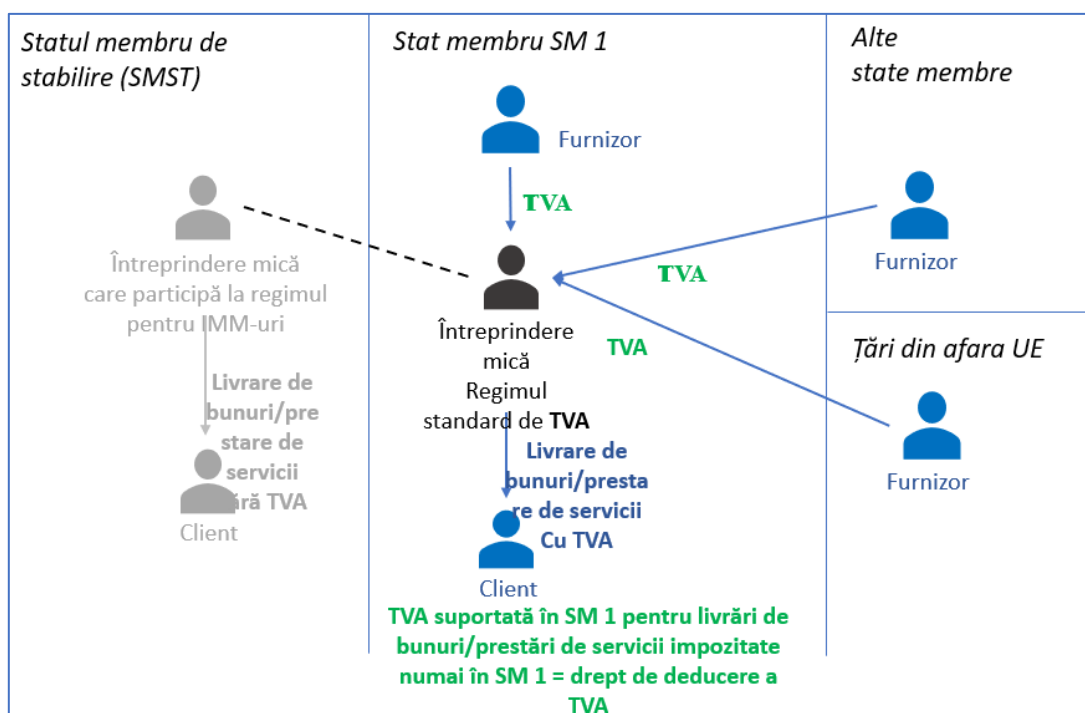 Statul membru de
stabilire (SMST)
Întreprindere mică
care participă la regimul
pentru IMM-uri
Livrare de
bunuri/pre
stare de
servicii
fără TVA
Client
Stat membru SM 1
Furnizor
TVA
Întreprindere
mică
Regimul
standard de TVA
Livrare de
bunuri/presta
re de servicii
Cu TVA
Client
TVA suportată în SM 1 pentru livrări de
bunuri/prestări de servicii impozitate
numai în SM 1 = drept de deducere a
TVA
TVA
TVA
Alte
state membre
Furnizor
Țări din afara UE
Furnizor